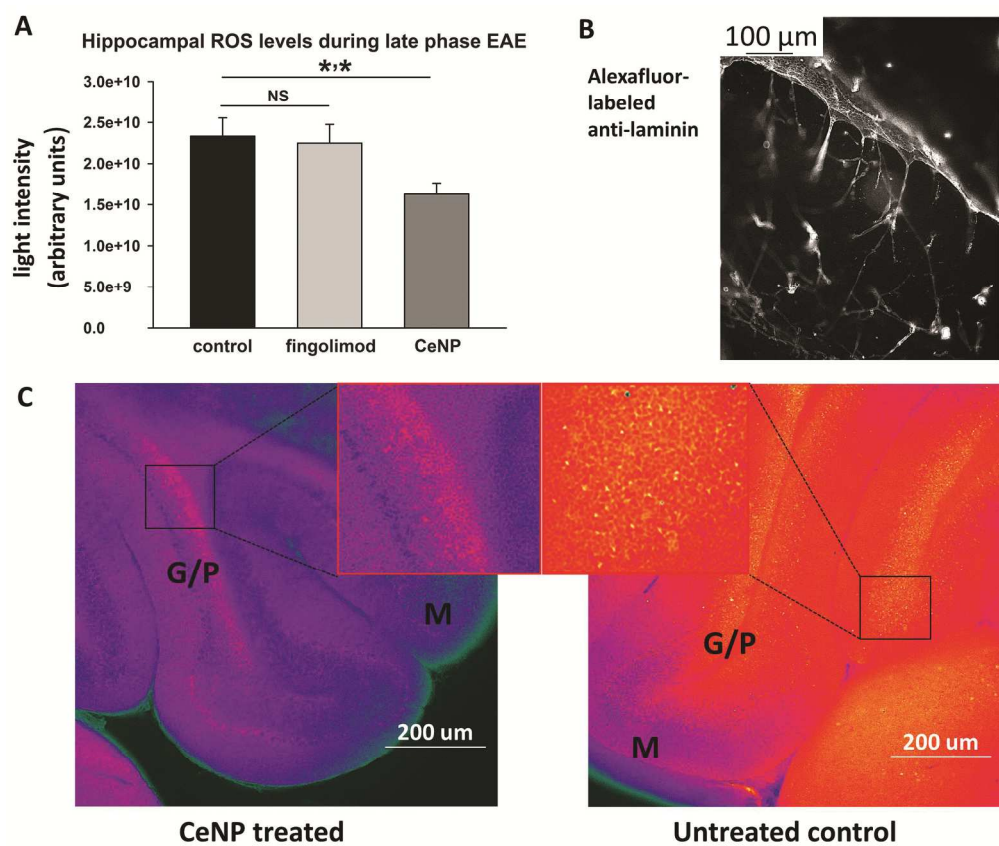 A
Hippocampal ROS levels during late phase EAE
*,*
NS
3.0e+10
2.5e+10
2.0e+10
1.5e+10
1.0e+10
5.0e+9
0.0
light intensity
(arbitrary units)
control fingolimod CeNP
B
100 µm
Alexafluor-
labeled
anti-laminin
C
G/P
M
200 um
G/P
M
200 um
CeNP treated
Untreated control